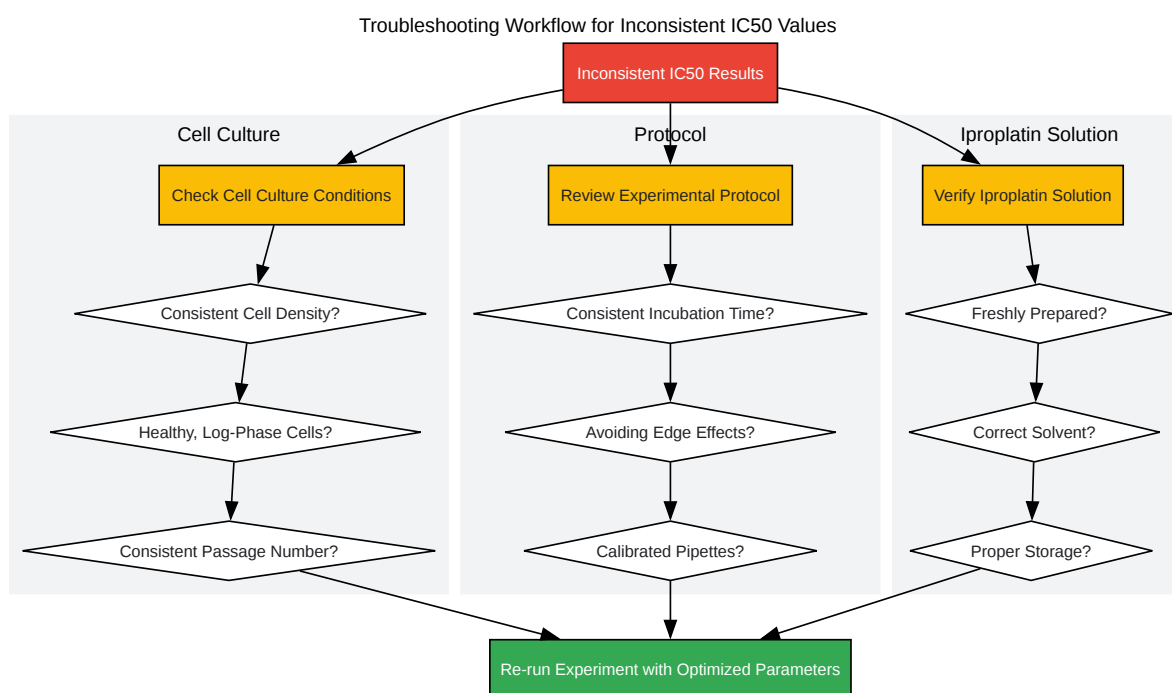 Troubleshooting Workflow for Inconsistent IC50 Values
Inconsistent IC50 Results
Cell Culture
Protocol
Iproplatin Solution
Check Cell Culture Conditions
Review Experimental Protocol
Verify Iproplatin Solution
Consistent Cell Density?
Consistent Incubation Time?
Freshly Prepared?
Healthy, Log-Phase Cells?
Avoiding Edge Effects?
Correct Solvent?
Consistent Passage Number?
Calibrated Pipettes?
Proper Storage?
Re-run Experiment with Optimized Parameters